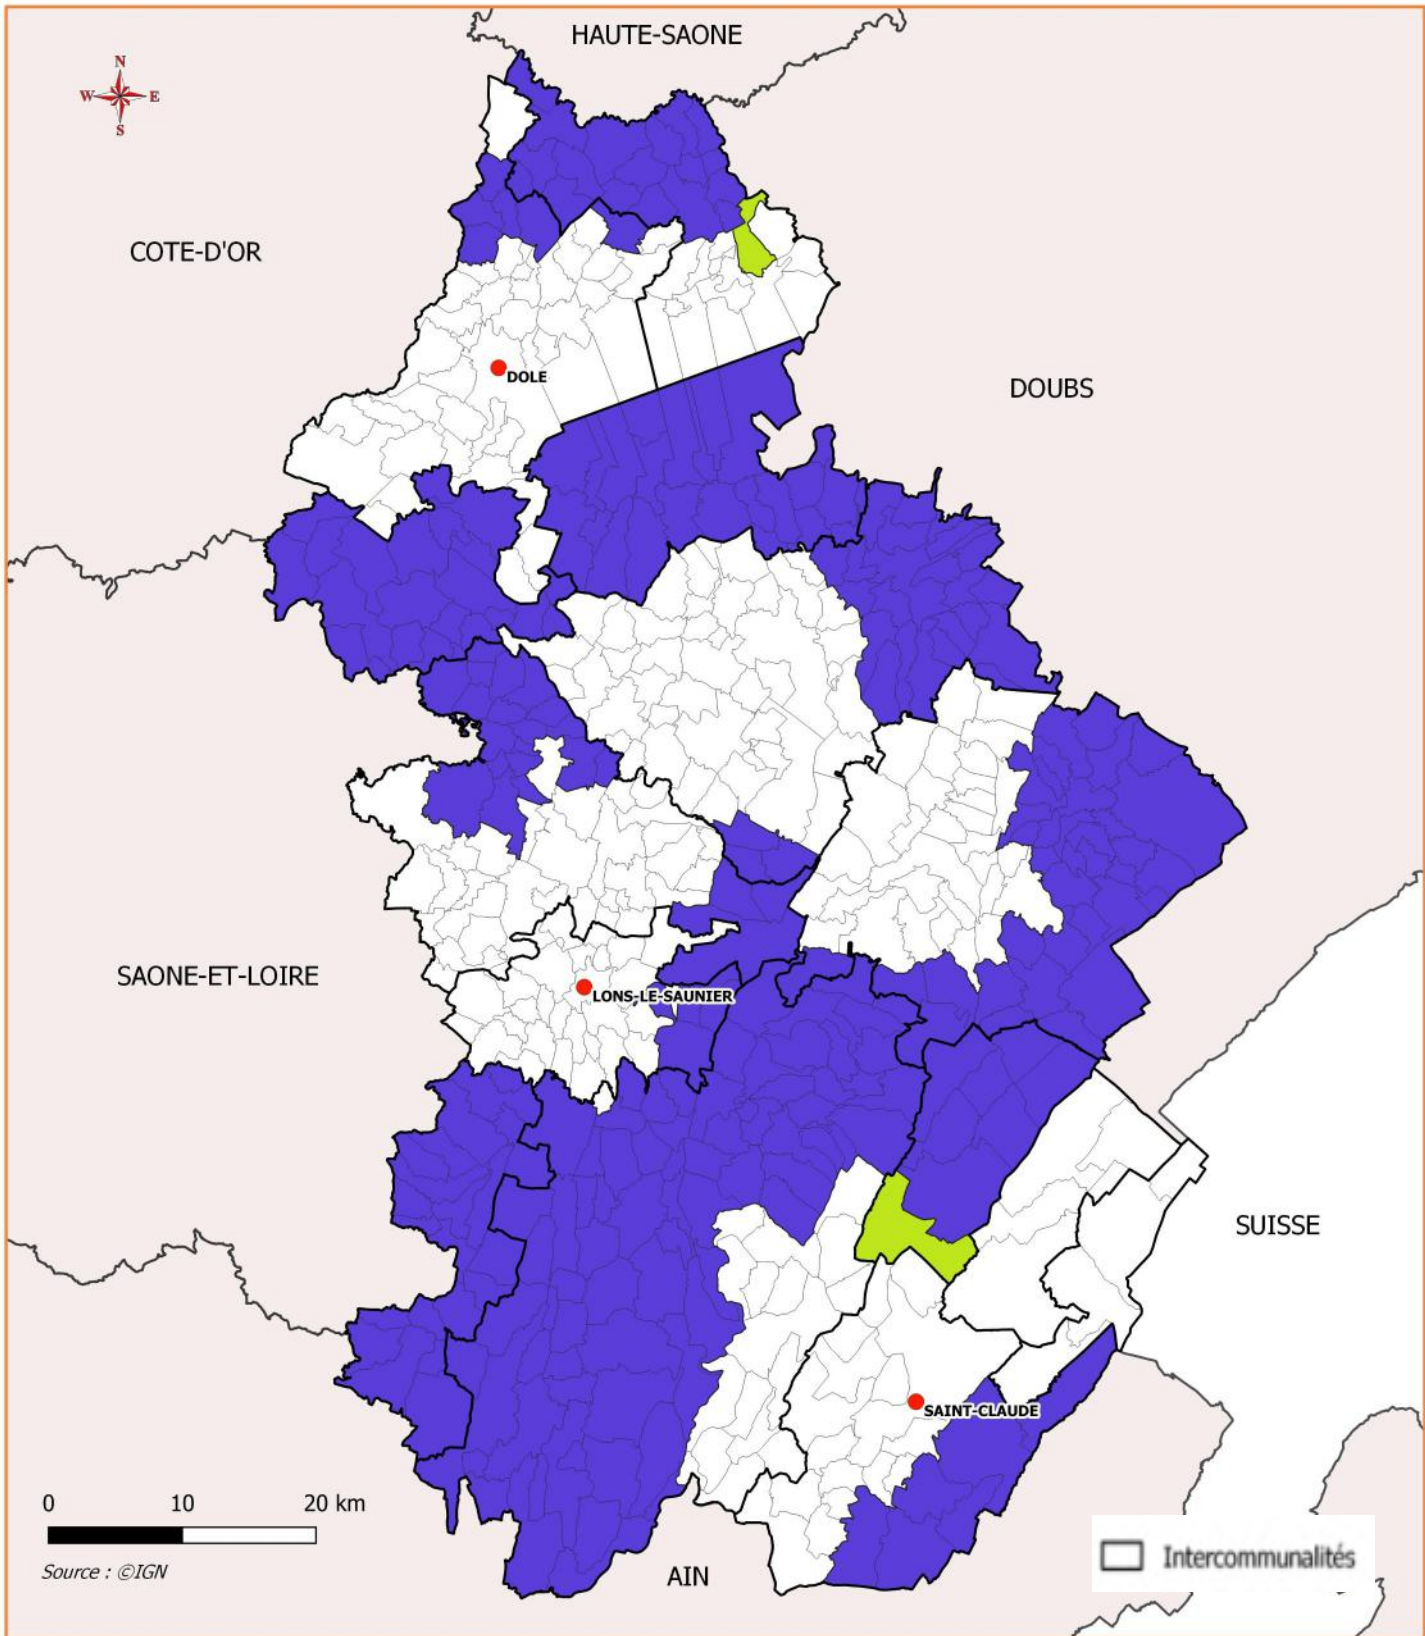 HAUTE-SAONE
N
W E
S
COTE-D'OR
DOLE
DOUBS
SAONE-ET-LOIRE
LONS-LE-SAUNIER
SUISSE
SAINT-CLAUDE
0 10 20 km
Source : ©IGN
AIN
Intercommunalités